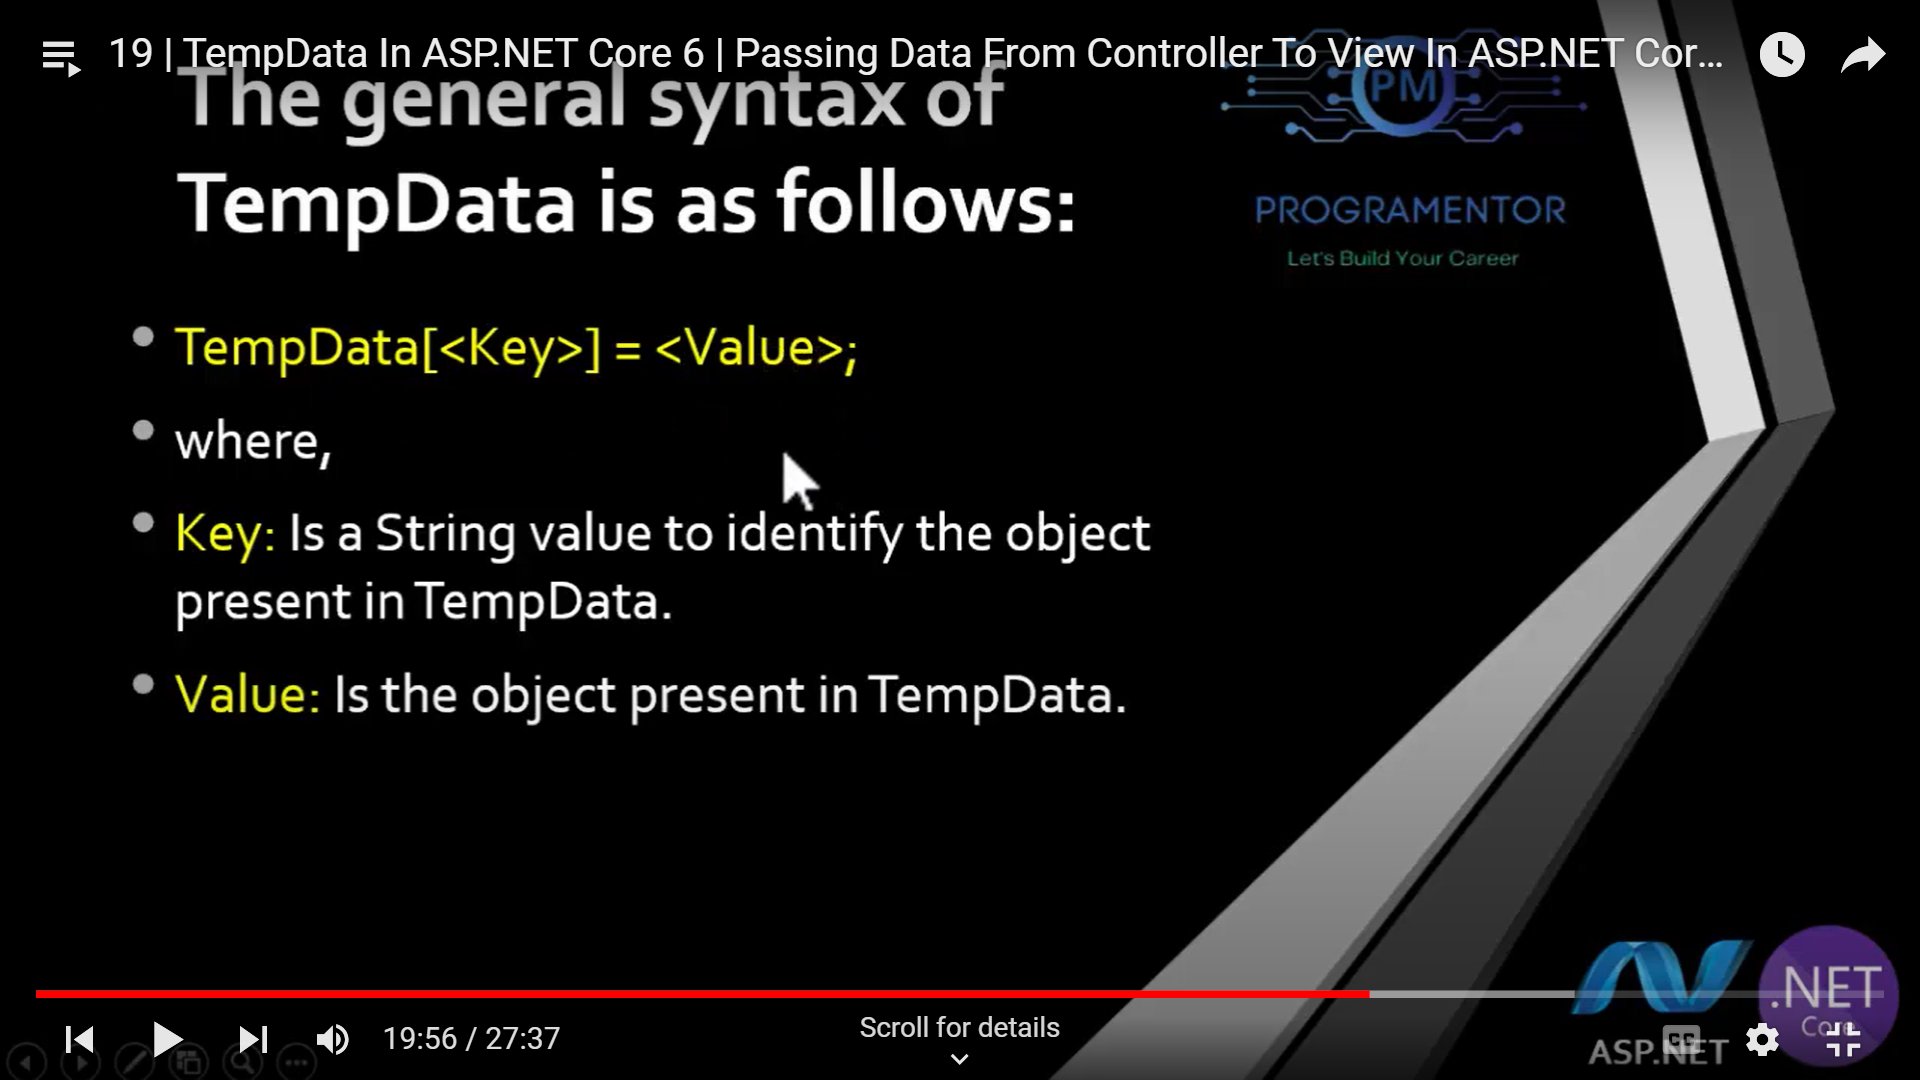 19 | TempData In ASP.NET Core 6 | Passing Data From Controller To View In ASP.NET Cor...
The general syntax of
TempData is as follows:
PM
PROGRAMENTOR
Let's Build Your Career
• TempData[<Key>] = <Value>;
• where,
• Key: Is a String value to identify the object
present in TempData.
• Value: Is the object present in TempData.
.NET
Core
ASP.NET
19:56 / 27:37
Scroll for details
CC